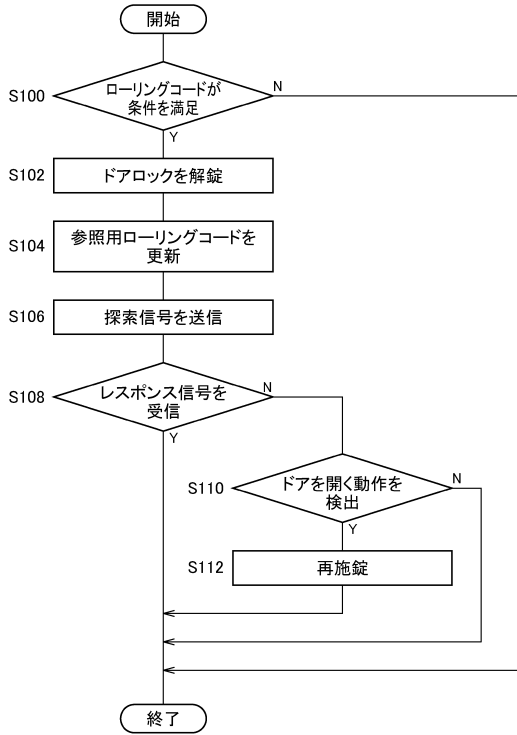 開始
S100
ローリングコードが
条件を満足
N
Y
S102
ドアロックを解錠
S104
参照用ローリングコードを
更新
S106
探索信号を送信
S108
レスポンス信号を
受信
N
Y
S110
ドアを開く動作を
検出
N
Y
S112
再施錠
終了